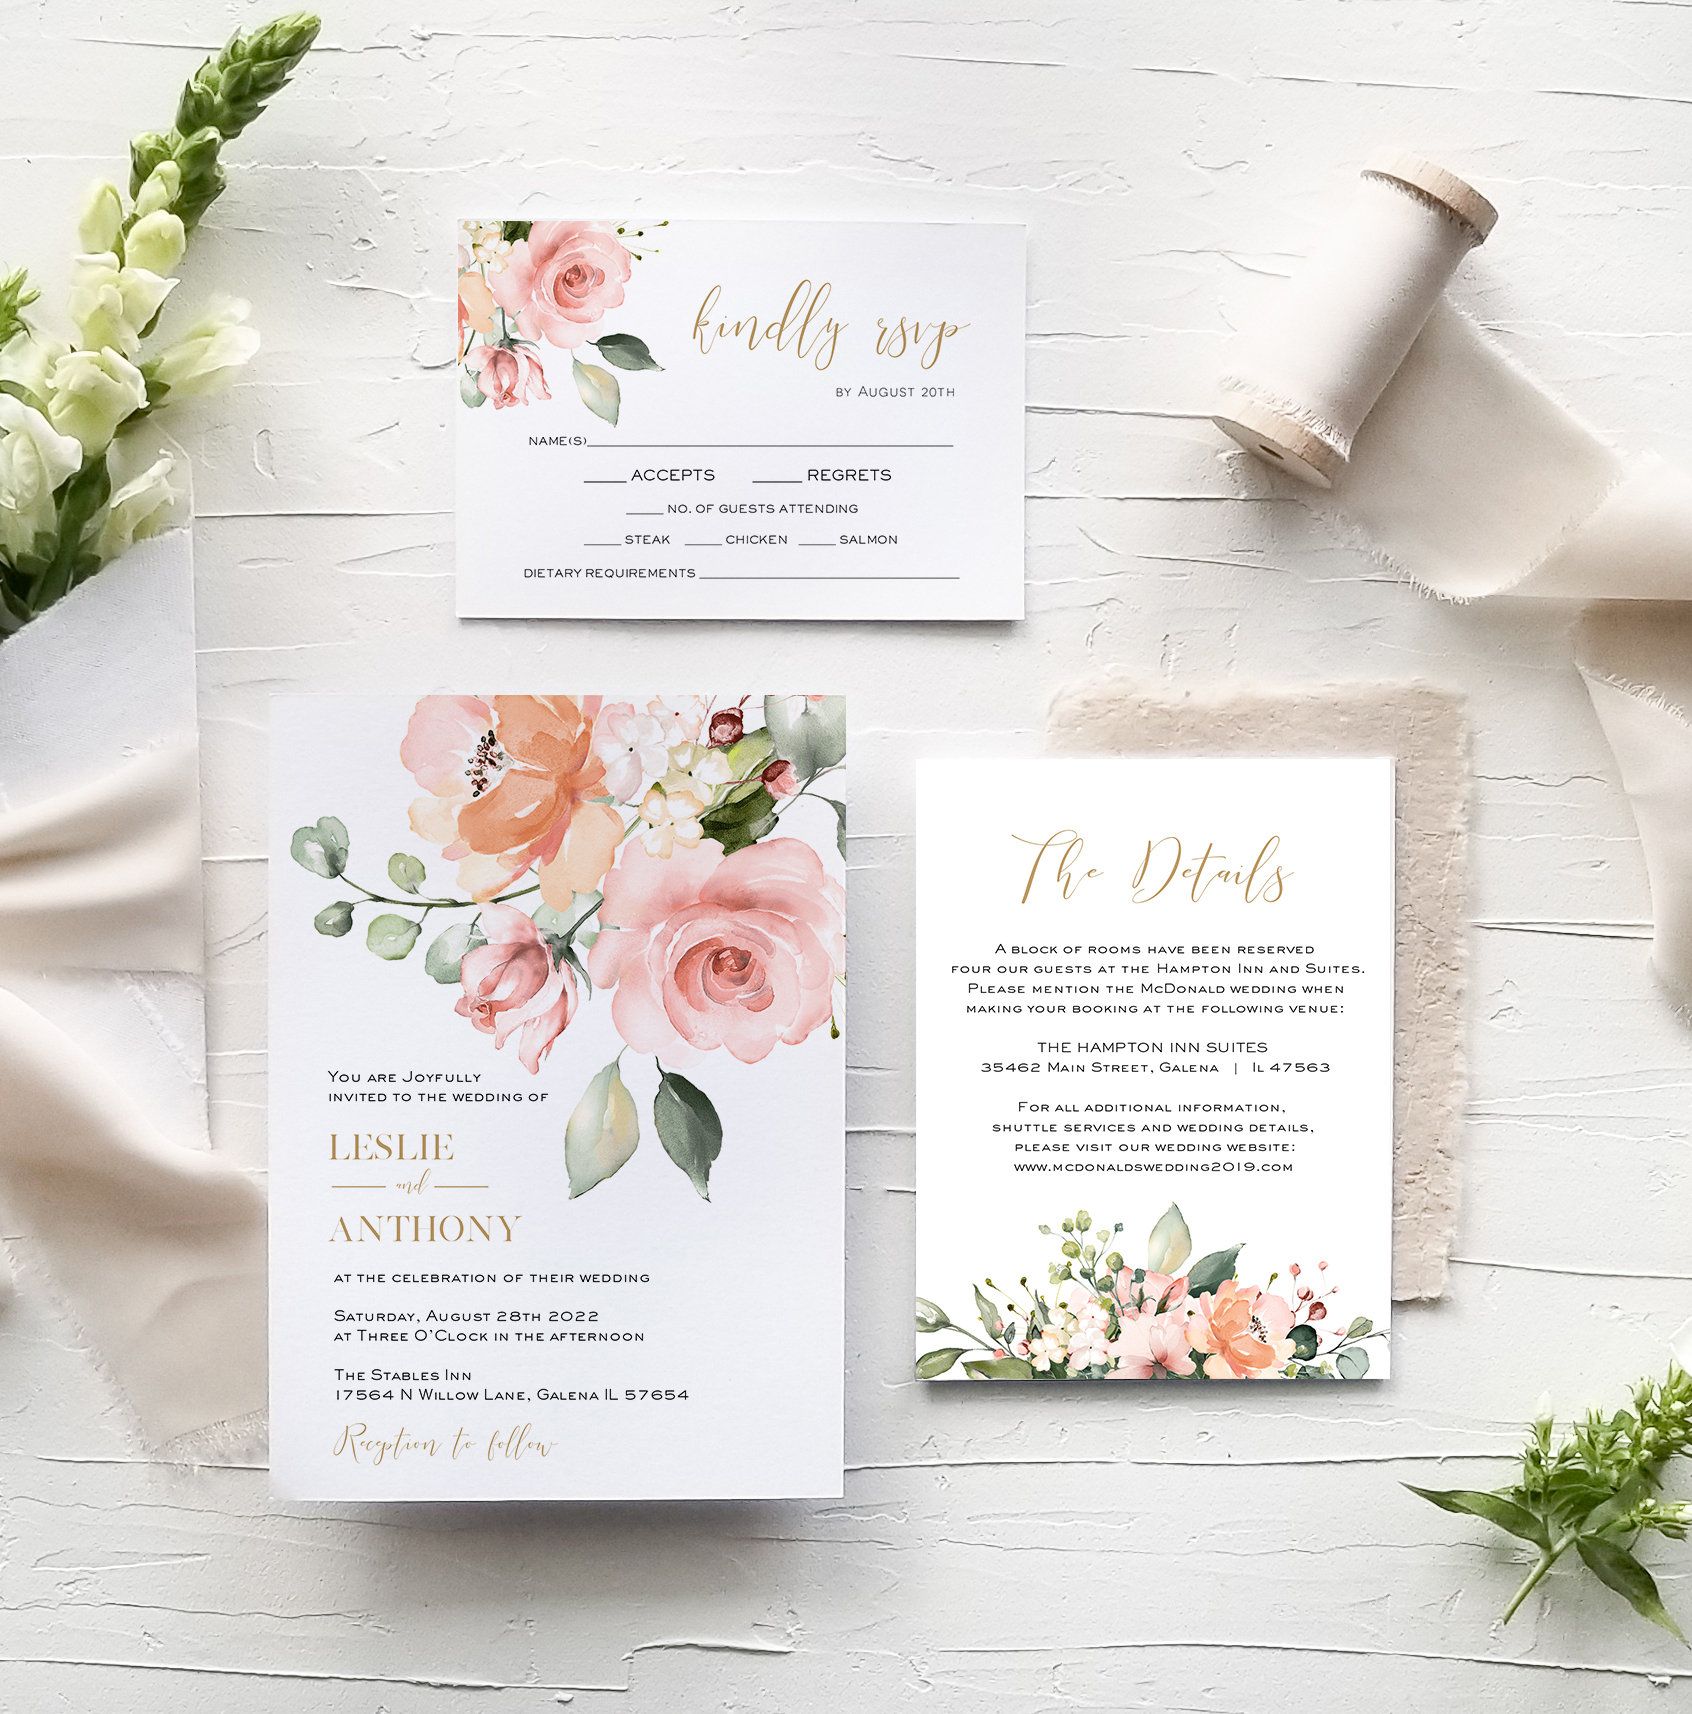 kindly rsvp
BY AUGUST 20TH
NAME(S)
ACCEPTS REGRETS
NO. OF GUESTS ATTENDING
STEAK CHICKEN SALMON
DIETARY REQUIREMENTS
YOU ARE JOYFULLY
INVITED TO THE WEDDING OF
LESLIE
and
ANTHONY
AT THE CELEBRATION OF THEIR WEDDING
SATURDAY, AUGUST 28TH 2022
AT THREE O'CLOCK IN THE AFTERNOON
THE STABLES INN
17564 N WILLOW LANE, GALENA IL 57654
Reception to follow
The Details
A BLOCK OF ROOMS HAVE BEEN RESERVED
FOUR OUR GUESTS AT THE HAMPTON INN AND SUITES.
PLEASE MENTION THE MCDONALD WEDDING WHEN
MAKING YOUR BOOKING AT THE FOLLOWING VENUE:
THE HAMPTON INN SUITES
35462 MAIN STREET, GALENA | IL 47563
FOR ALL ADDITIONAL INFORMATION,
SHUTTLE SERVICES AND WEDDING DETAILS,
PLEASE VISIT OUR WEDDING WEBSITE:
WWW.MCDONALDSWEDDING2019.COM